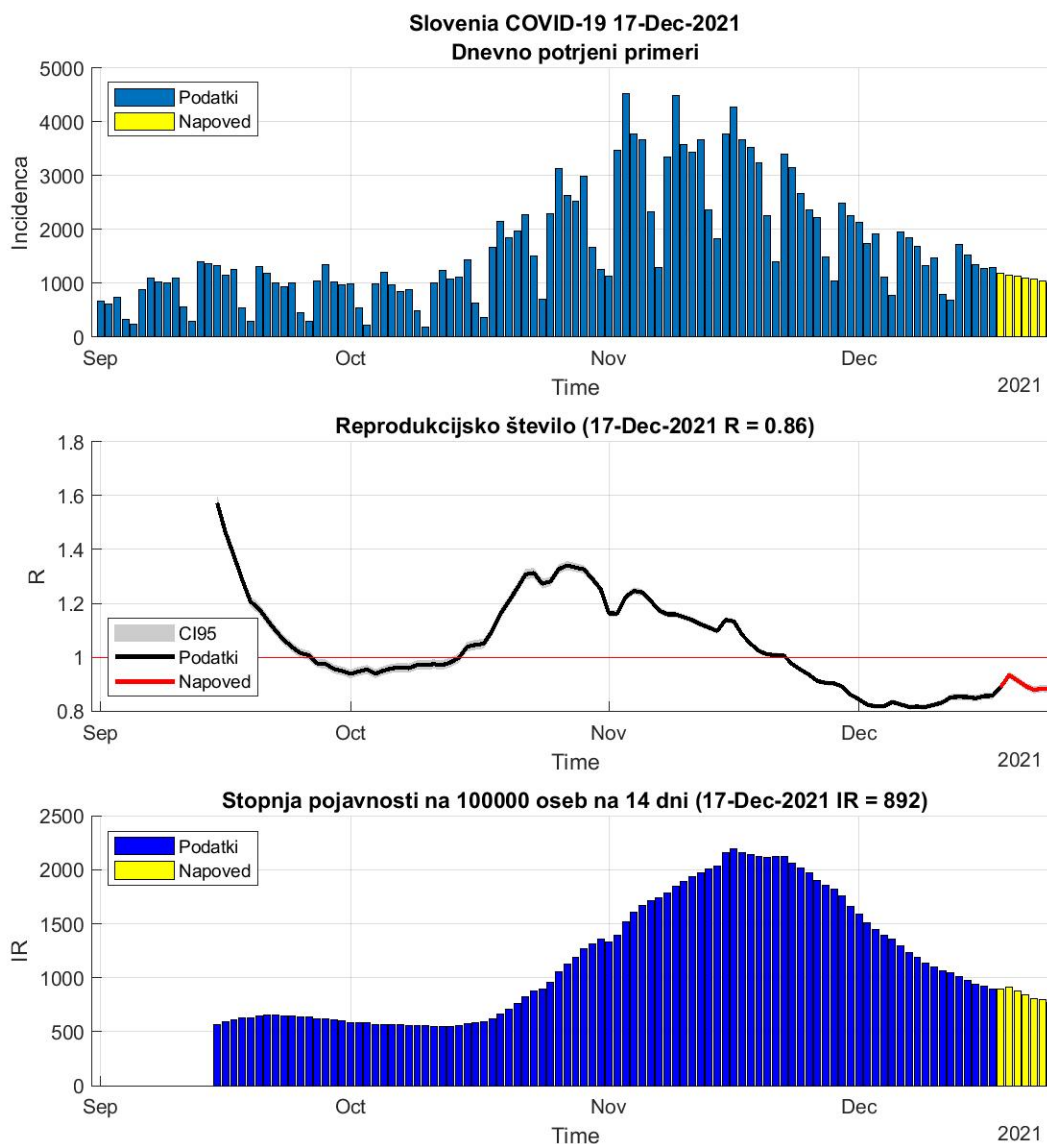 Slovenia COVID-19 17-Dec-2021
Dnevno potrjeni primeri
5000
4000
3000
2000
1000
0
Incidenca
Podatki
Napoved
Sep
Oct
Nov
Dec
Time
2021
Reprodukcijsko število (17-Dec-2021 R = 0.86)
1.8
1.6
1.4
1.2
1
0.8
R
CI95
Podatki
Napoved
Sep
Oct
Nov
Dec
Time
2021
Stopnja pojavnosti na 100000 oseb na 14 dni (17-Dec-2021 IR = 892)
2500
2000
1500
1000
500
0
IR
Podatki
Napoved
Sep
Oct
Nov
Dec
Time
2021